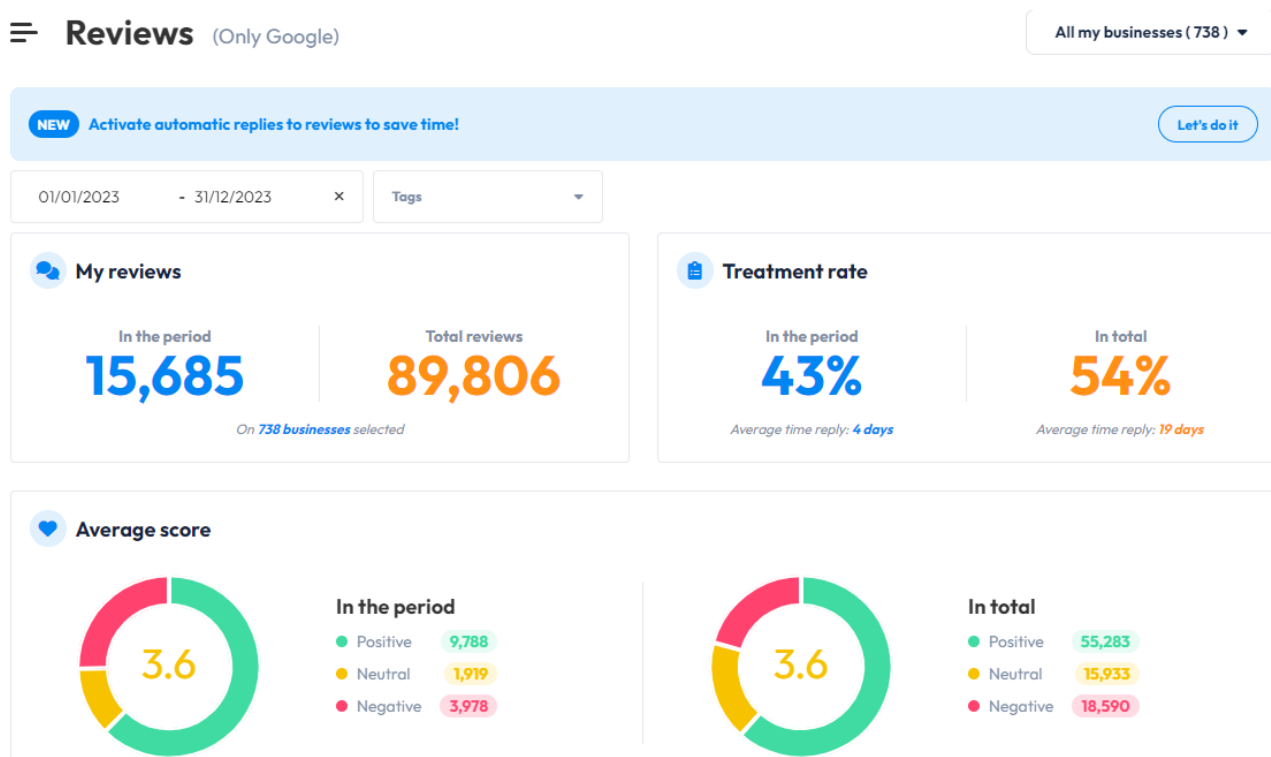 Reviews (Only Google)
All my businesses ( 738 )
NEW Activate automatic replies to reviews to save time!
Let's do it
01/01/2023 - 31/12/2023 ×
Tags
My reviews
In the period
15,685
Total reviews
89,806
On 738 businesses selected
Treatment rate
In the period
43%
Average time reply: 4 days
In total
54%
Average time reply: 19 days
Average score
3.6
In the period
Positive 9,788
Neutral 1,919
Negative 3,978
3.6
In total
Positive 55,283
Neutral 15,933
Negative 18,590